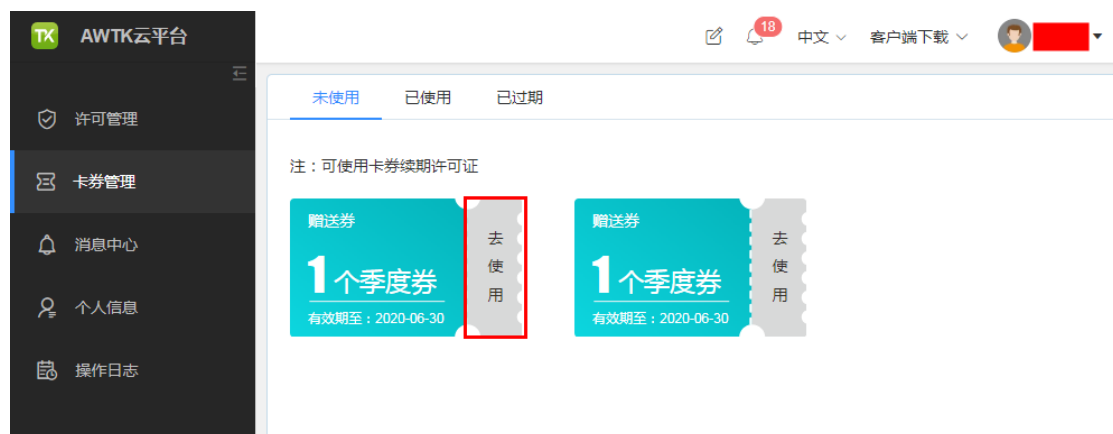 TK AWTK云平台
18 中文 客户端下载
许可管理
卡券管理
消息中心
个人信息
操作日志
未使用 已使用 已过期
注：可使用卡券续期许可证
赠送券
1个季度券
有效期至：2020-06-30
去
使
用
赠送券
1个季度券
有效期至：2020-06-30
去
使
用